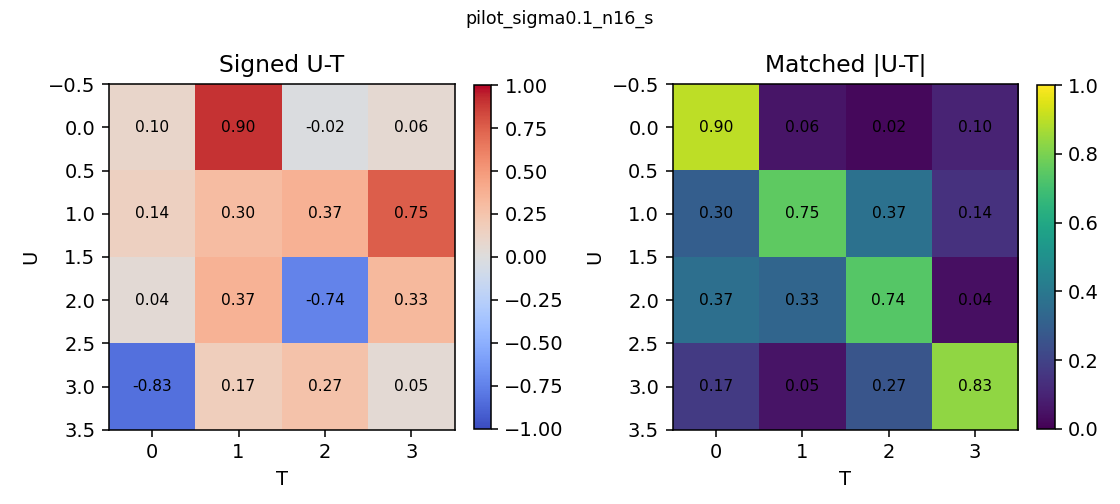 pilot_sigma0.1_n16_s
Signed U-T
−0.5
0.0
0.5
1.0
1.5
2.0
2.5
3.0
3.5
U
0.10 0.90 -0.02 0.06
0.14 0.30 0.37 0.75
0.04 0.37 -0.74 0.33
-0.83 0.17 0.27 0.05
0 1 2 3
T
1.00
0.75
0.50
0.25
0.00
−0.25
−0.50
−0.75
−1.00
Matched |U-T|
−0.5
0.0
0.5
1.0
1.5
2.0
2.5
3.0
3.5
U
0.90 0.06 0.02 0.10
0.30 0.75 0.37 0.14
0.37 0.33 0.74 0.04
0.17 0.05 0.27 0.83
0 1 2 3
T
1.0
0.8
0.6
0.4
0.2
0.0